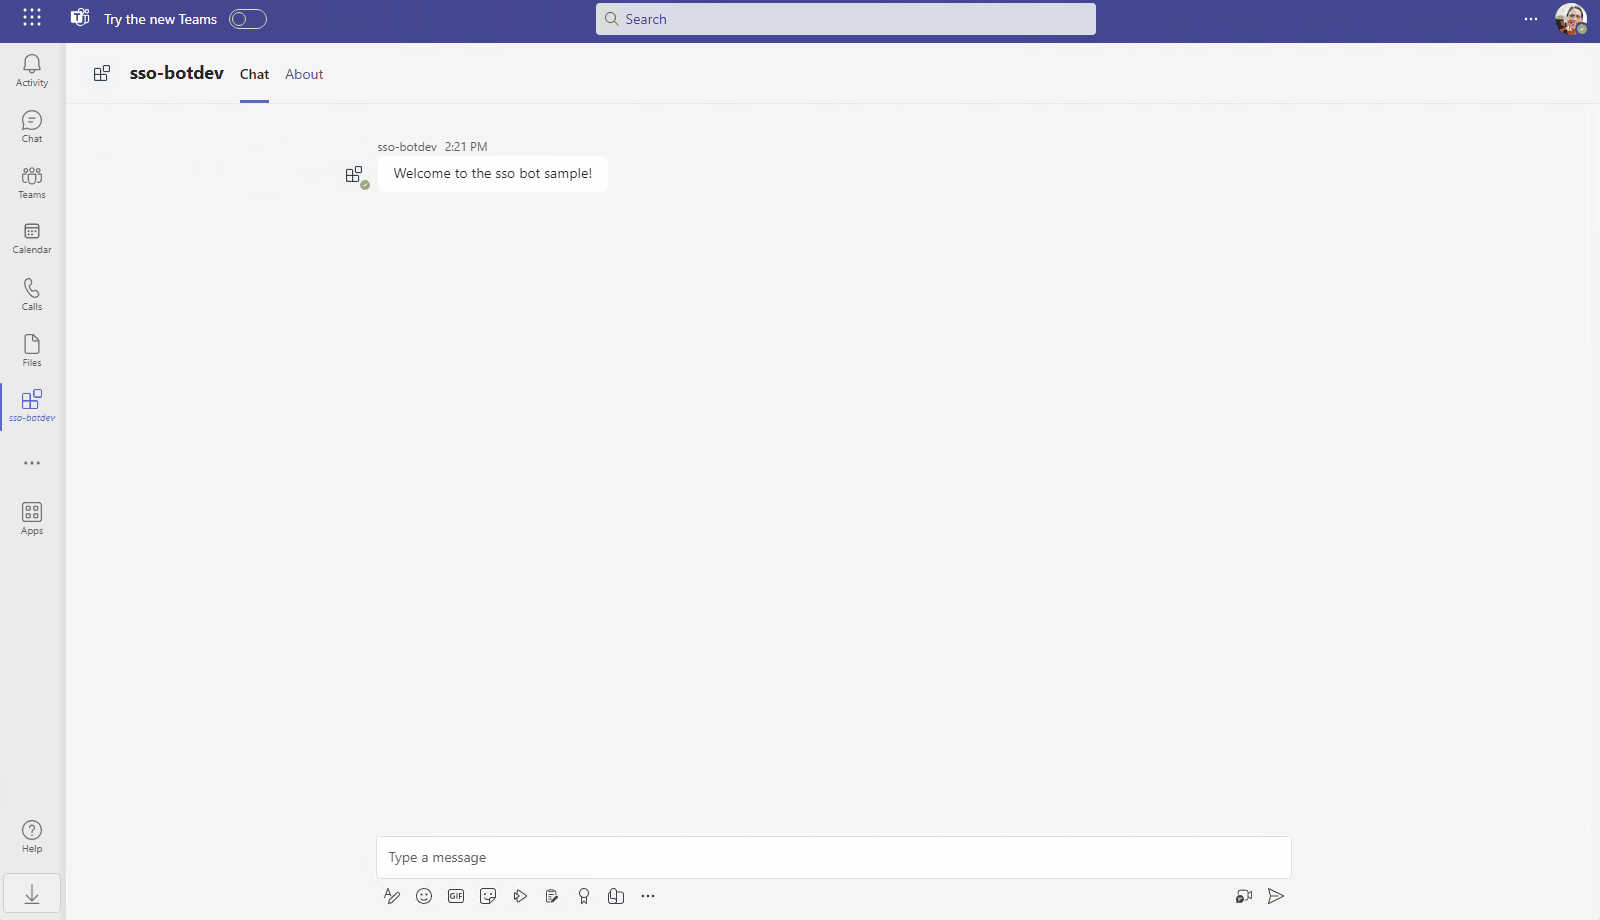 Try the new Teams
Search
Activity
Chat
Teams
Calendar
Calls
Files
sso-botdev
Apps
Help
sso-botdev Chat About
sso-botdev 2:21 PM
Welcome to the sso bot sample!
Type a message
GIF